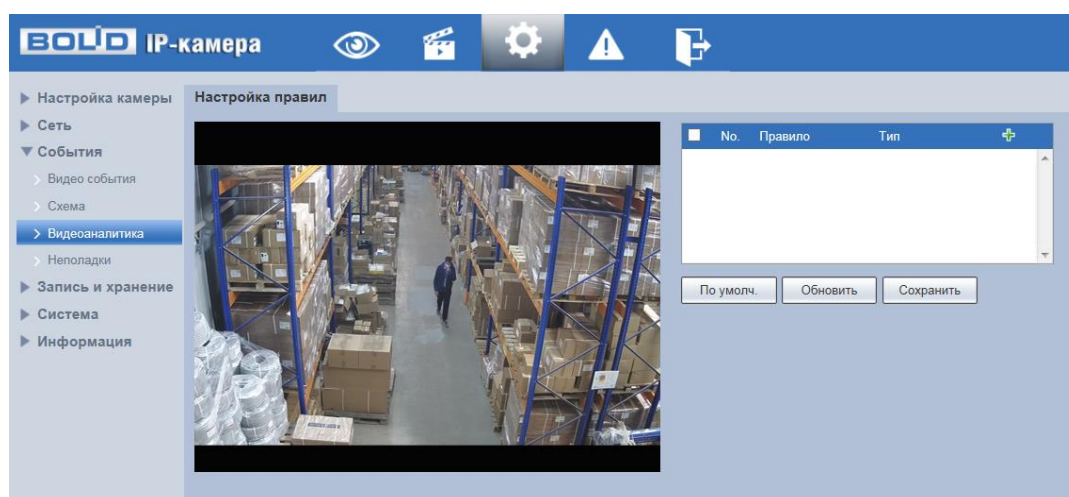 BOLID IP-камера
Настройка камеры
Сеть
События
Видео события
Схема
Видеоаналитика
Неполадки
Запись и хранение
Система
Информация
Настройка правил
No. Правило Тип
По умолч. Обновить Сохранить